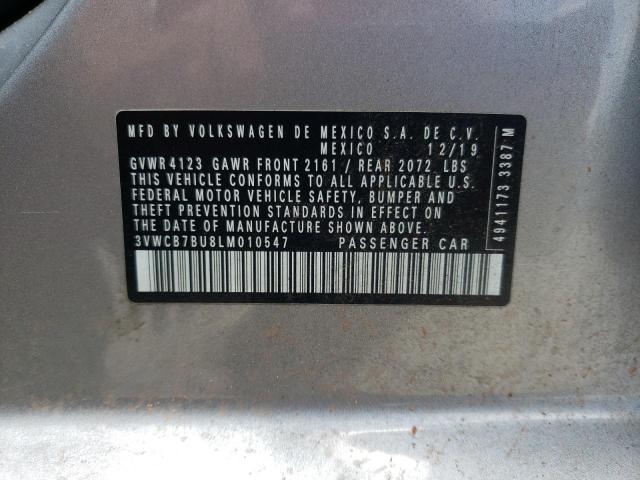 MFD BY VOLKSWAGEN DE MEXICO S.A. DE C.V.
MEXICO 12/19
GVWR 4123 GAWR FRONT 2161 / REAR 2072 LBS
THIS VEHICLE CONFORMS TO ALL APPLICABLE U.S.
FEDERAL MOTOR VEHICLE SAFETY, BUMPER AND
THEFT PREVENTION STANDARDS IN EFFECT ON
THE DATE OF MANUFACTURE SHOWN ABOVE.
3VWCB7BU8LM010547 PASSENGER CAR
4941173 3387 M